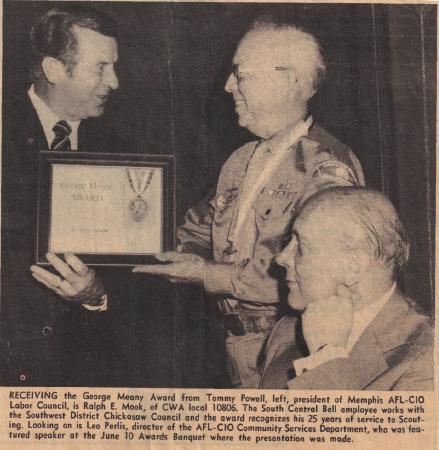 George Meany
AWARD
RECEIVING the George Meany Award from Tommy Powell, left, president of Memphis AFL-CIO
Labor Council, is Ralph E. Mook, of CWA local 10806. The South Central Bell employee works with
the Southwest District Chickasaw Council and the award recognizes his 25 years of service to Scout-
ing. Looking on is Leo Perlis, director of the AFL-CIO Community Services Department, who was fea-
tured speaker at the June 10 Awards Banquet where the presentation was made.